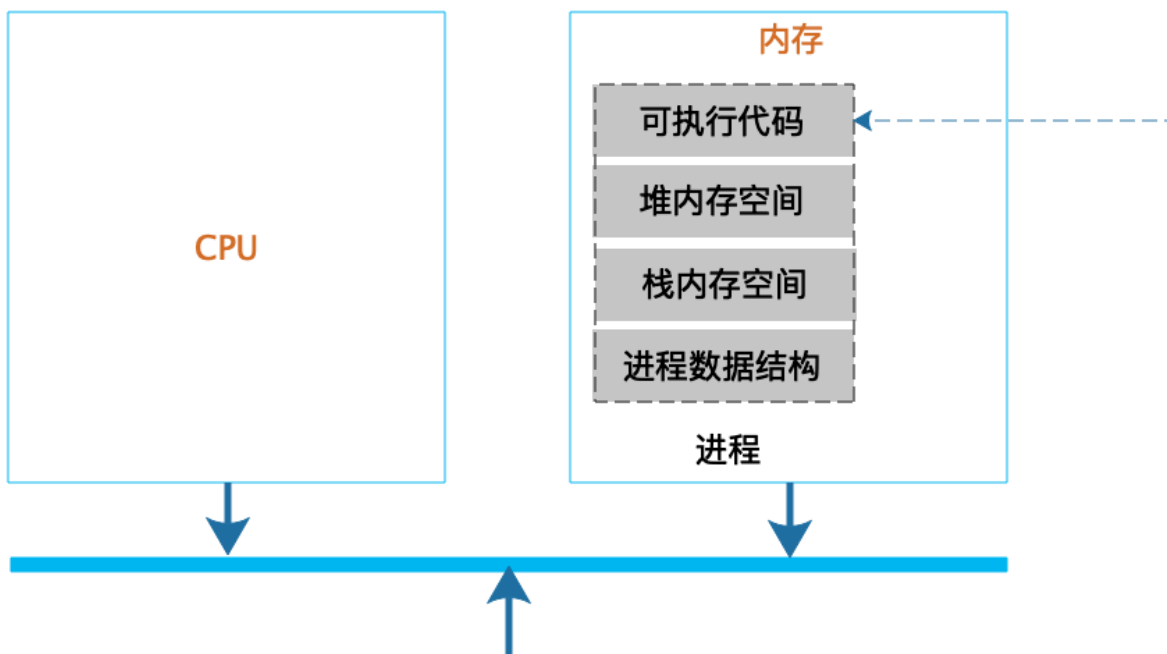 内存
可执行代码
堆内存空间
CPU
栈内存空间
进程数据结构
进程